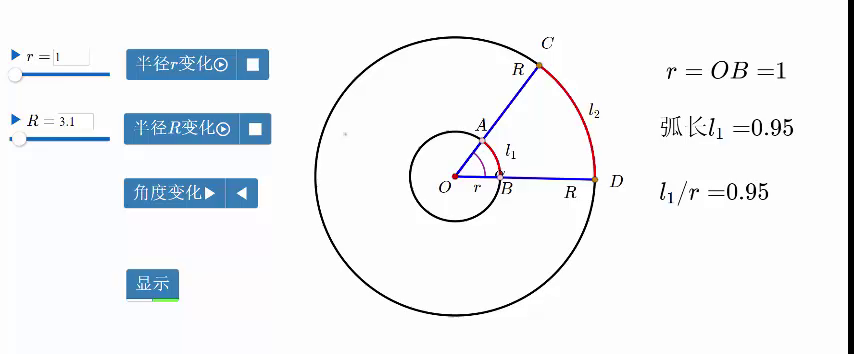 r = 1
半径r变化
R = 3.1
半径R变化
角度变化
显示
C
R
l₂
A
l₁
O
r
B
R
D
r = OB =1
弧长l₁ =0.95
l₁/r =0.95